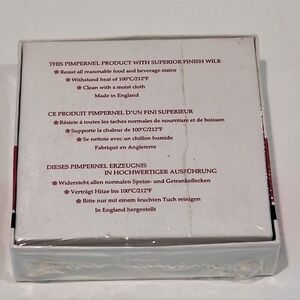 THIS PIMPERNEL PRODUCT WITH SUPERIOR FINISH WILL
Resist all reasonable food and beverage stains
Withstand heat of 100°C/212°F
Clean with a moist cloth
Made in England
CE PRODUIT PIMPERNEL D'UN FINI SUPERIEUR
Résiste à toutes les taches normales de nourriture et de boisson
Supporte la chaleur de 100°C/212°F
Se nettoie avec un chiffon humide
Fabriqué en Angleterre
DIESES PIMPERNEL ERZEUGNIS
IN HOCHWERTIGER AUSFÜHRUNG
Widersteht allen normalen Speise- und Getrankeflecken
Verträgt Hitze bis 100°C/212°F
Bitte nur mit einem feuchten Tuch reinigen
In England hergestellt